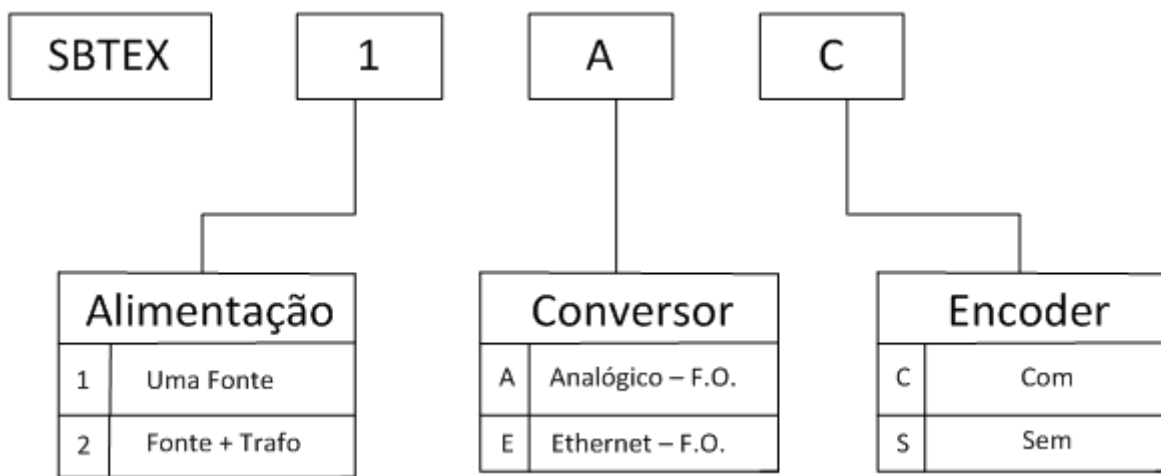 SBTEX 1 A C
Alimentação
1 Uma Fonte
2 Fonte + Trafo
Conversor
A Analógico – F.O.
E Ethernet – F.O.
Encoder
C Com
S Sem